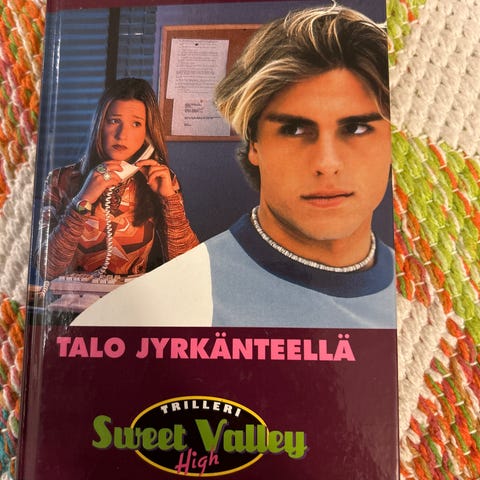 TALO JYRKÄNTEELLÄ
TRILLERI
Sweet Valley
High